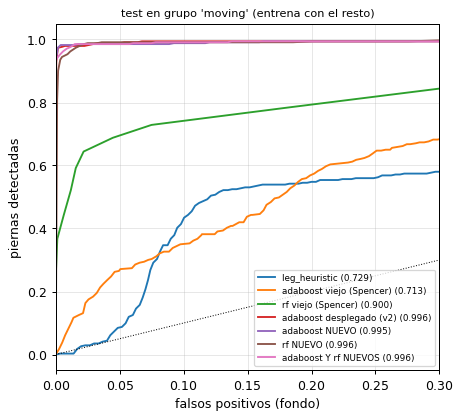 test en grupo 'moving' (entrena con el resto)
1.0
0.8
0.6
0.4
0.2
0.0
piernas detectadas
0.00
0.05
0.10
0.15
0.20
0.25
0.30
falsos positivos (fondo)
leg_heuristic (0.729)
adaboost viejo (Spencer) (0.713)
rf viejo (Spencer) (0.900)
adaboost desplegado (v2) (0.996)
adaboost NUEVO (0.995)
rf NUEVO (0.996)
adaboost Y rf NUEVOS (0.996)